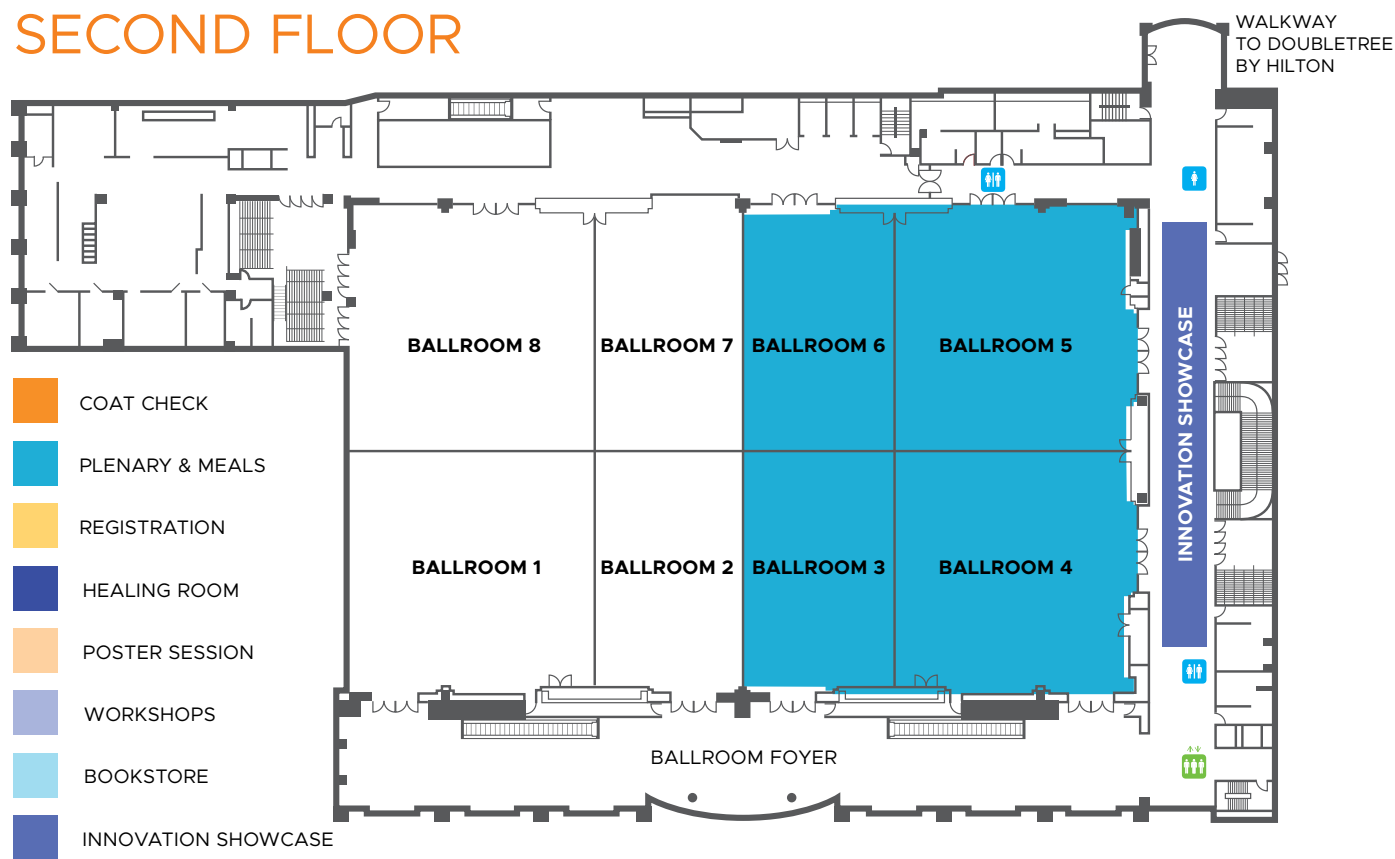 SECOND FLOOR
WALKWAY
TO DOUBLETREE
BY HILTON
BALLROOM 8
BALLROOM 7
BALLROOM 6
BALLROOM 5
INNOVATION SHOWCASE
COAT CHECK
PLENARY & MEALS
REGISTRATION
HEALING ROOM
POSTER SESSION
WORKSHOPS
BOOKSTORE
INNOVATION SHOWCASE
BALLROOM 1
BALLROOM 2
BALLROOM 3
BALLROOM 4
BALLROOM FOYER